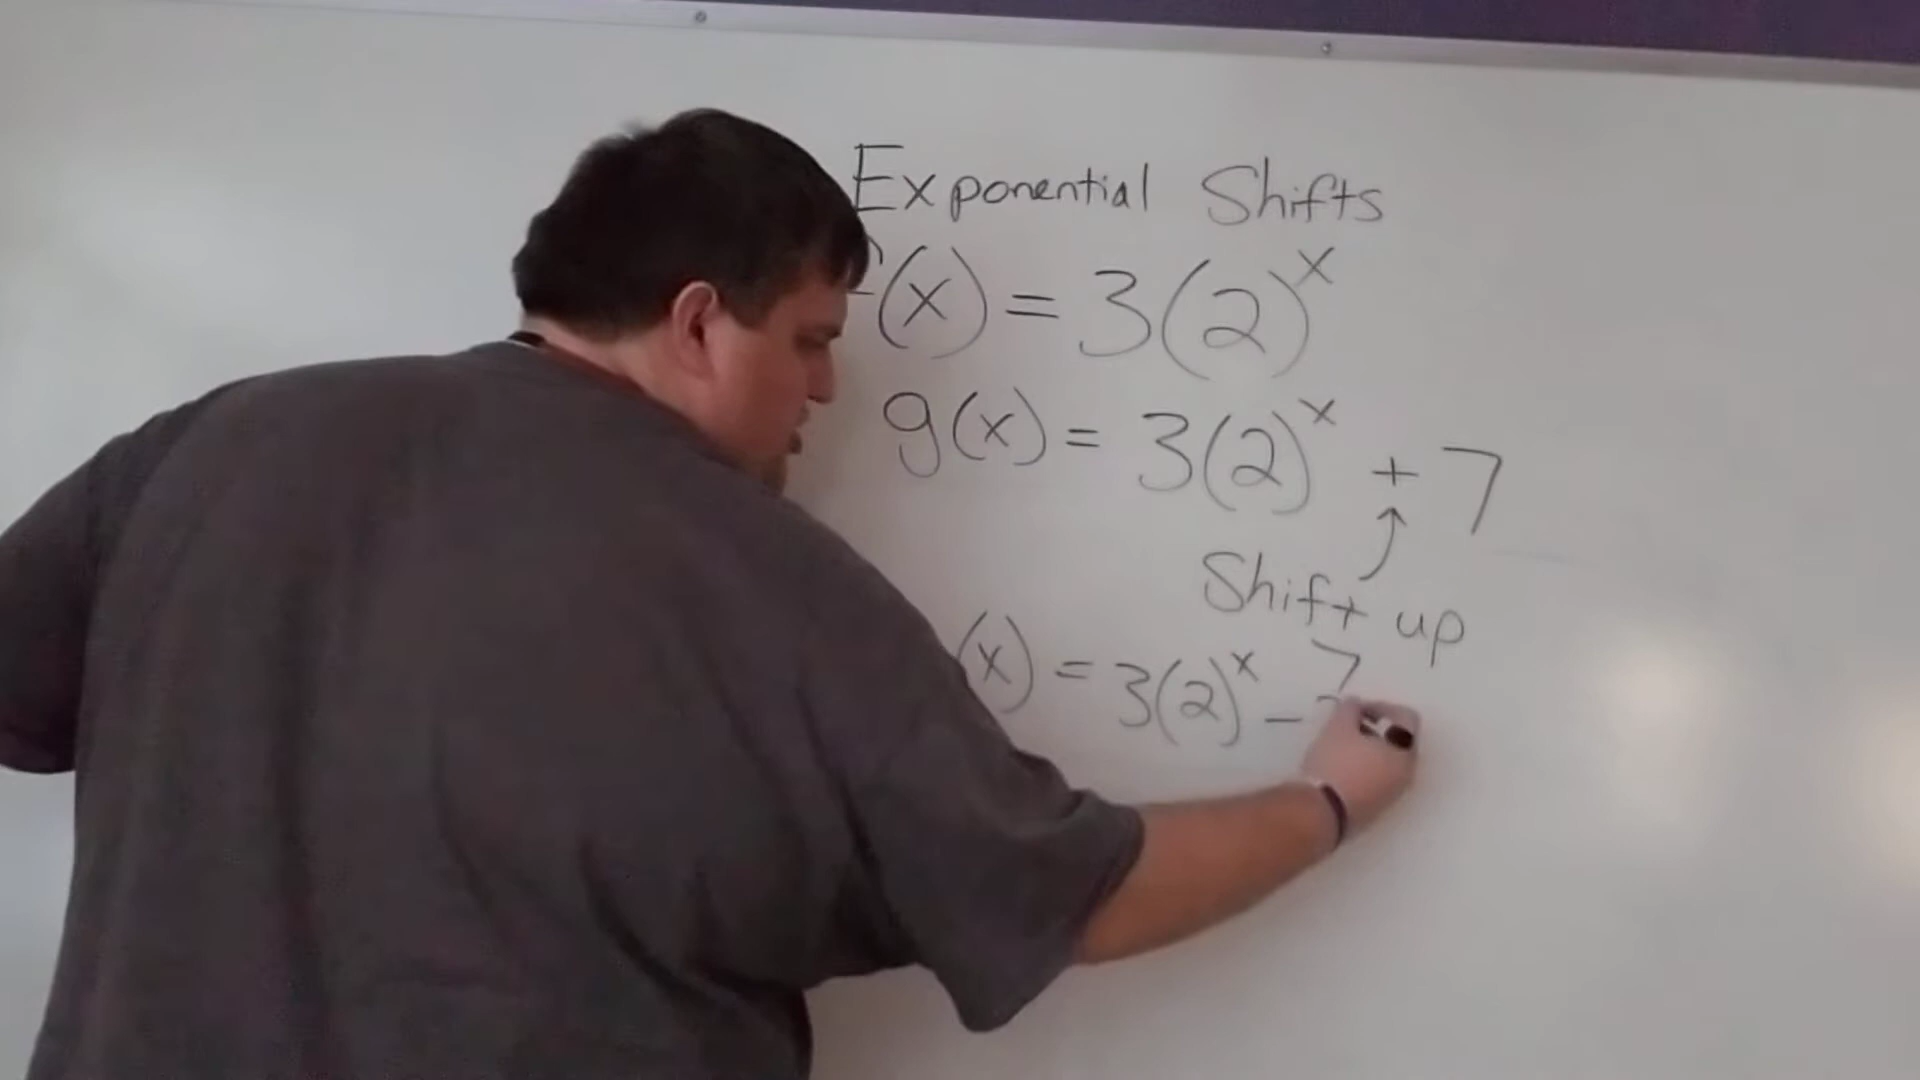 Exponential Shifts
f(x) = 3(2)^x
g(x) = 3(2)^x + 7
Shift up
7
(x) = 3(2)^x -